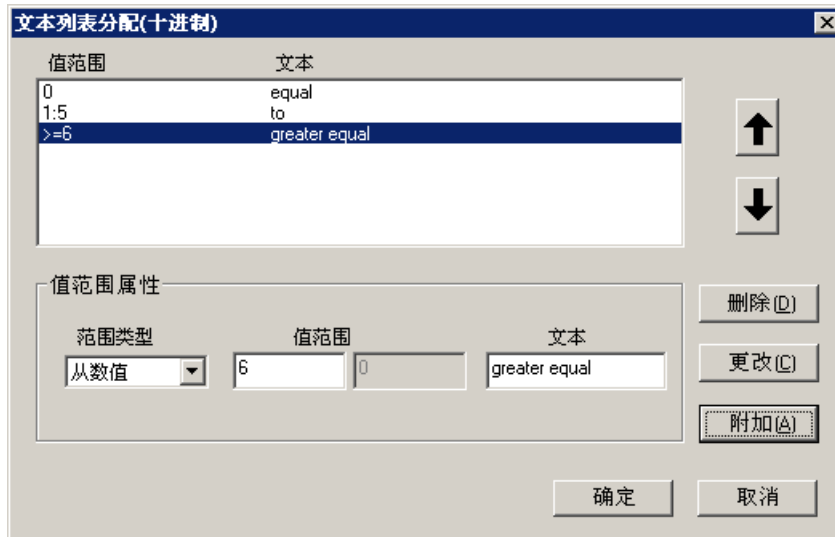 文本列表分配(十进制)
值范围 文本
0 equal
1:5 to
>=6 greater equal
值范围属性
范围类型 值范围 文本
从数值 6 0 greater equal
删除(D)
更改(C)
附加(A)
确定 取消